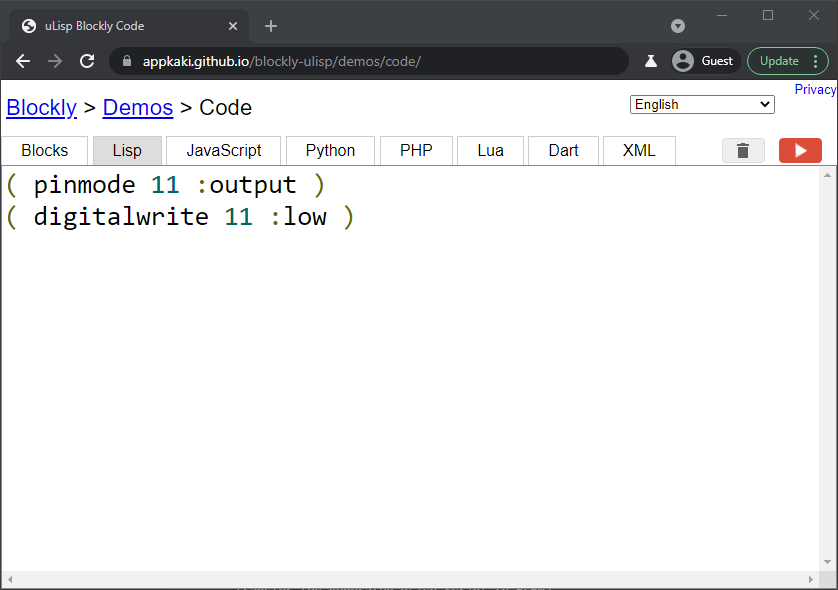 uLisp Blockly Code
appkaki.github.io/blockly-ulisp/demos/code/
Guest
Update
Privacy
Blockly > Demos > Code
English
Blocks Lisp JavaScript Python PHP Lua Dart XML
( pinmode 11 :output )
( digitalwrite 11 :low )